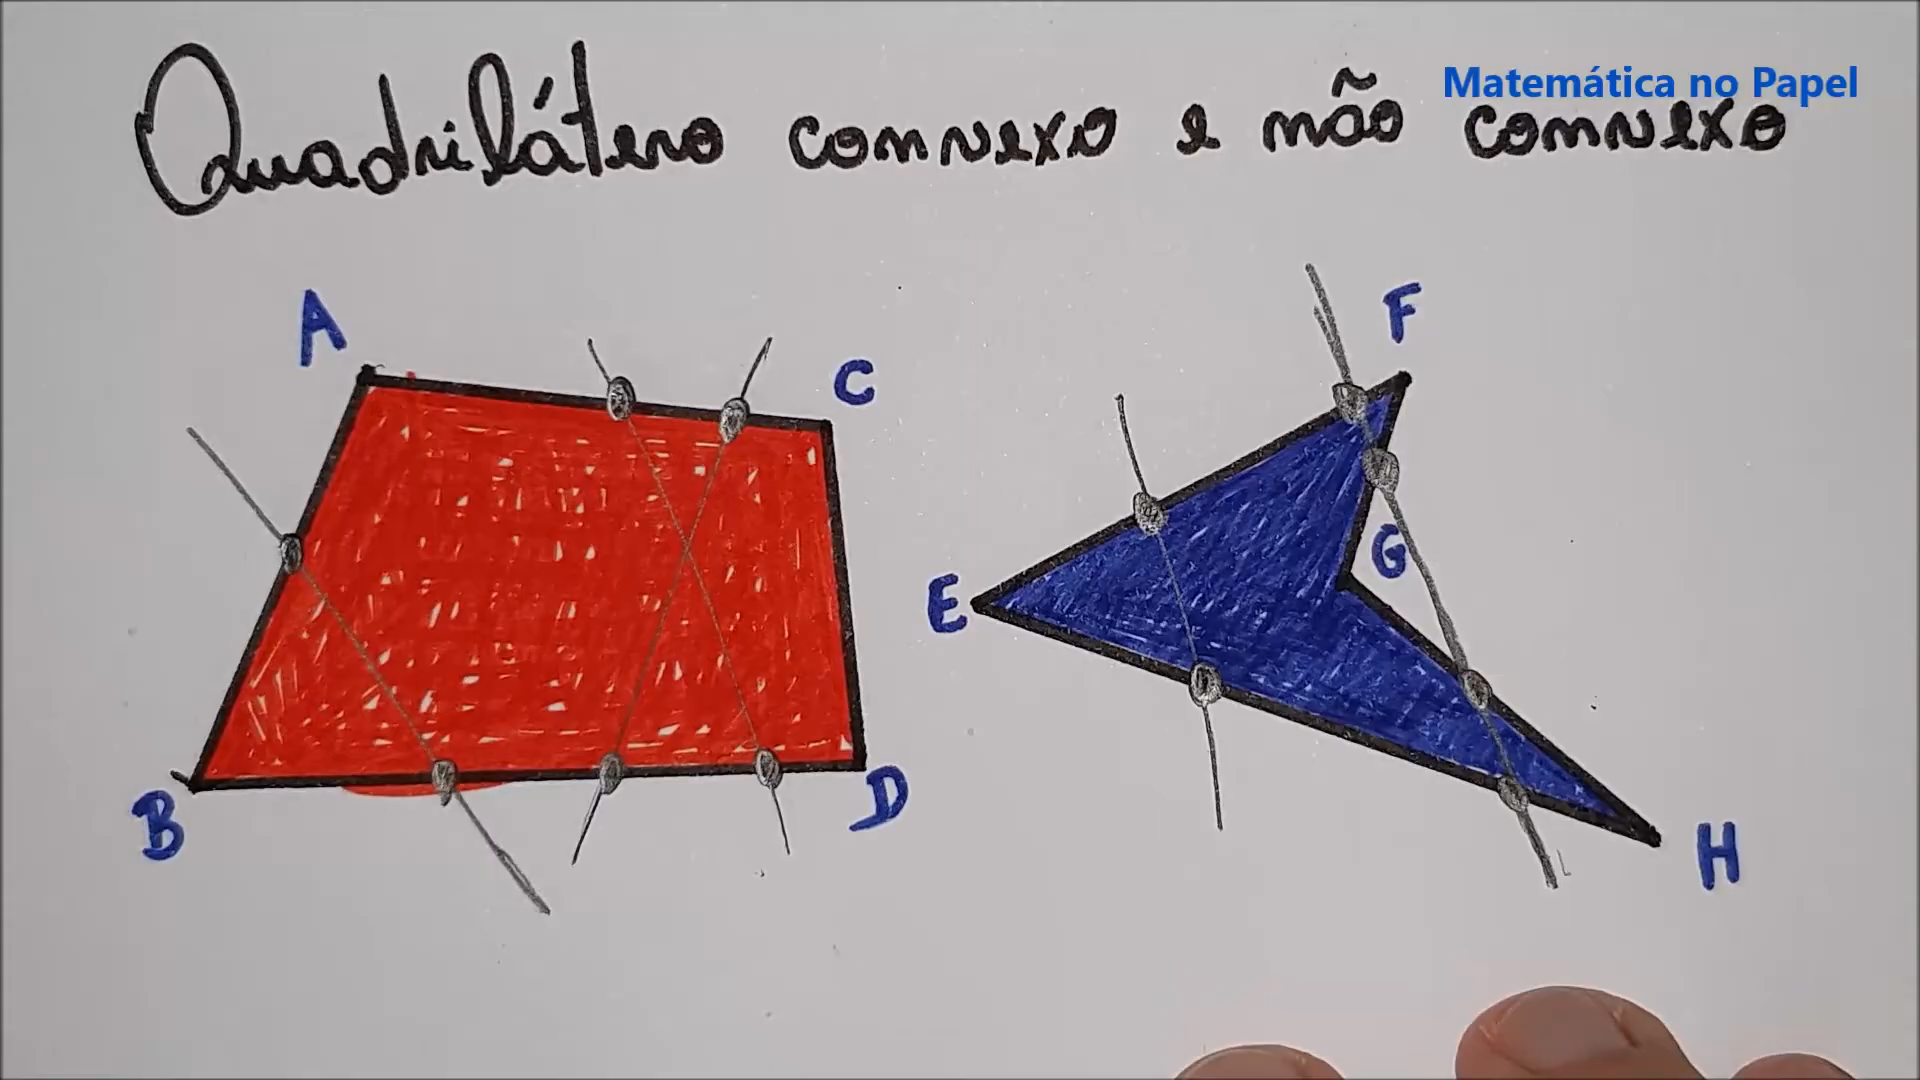 Matemática no Papel
Quadrilátero convexo e não convexo
A
C
B
D
F
G
E
H